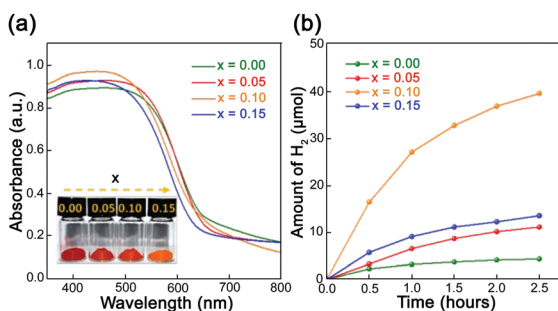 (a)
Absorbance (a.u.)
1.0
0.8
0.6
0.4
0.2
0.0
x = 0.00
x = 0.05
x = 0.10
x = 0.15
x
0.00 0.05 0.10 0.15
400 500 600 700 800
Wavelength (nm)
(b)
Amount of H₂ (μmol)
50
40
30
20
10
0
x = 0.00
x = 0.05
x = 0.10
x = 0.15
0.0 0.5 1.0 1.5 2.0 2.5
Time (hours)